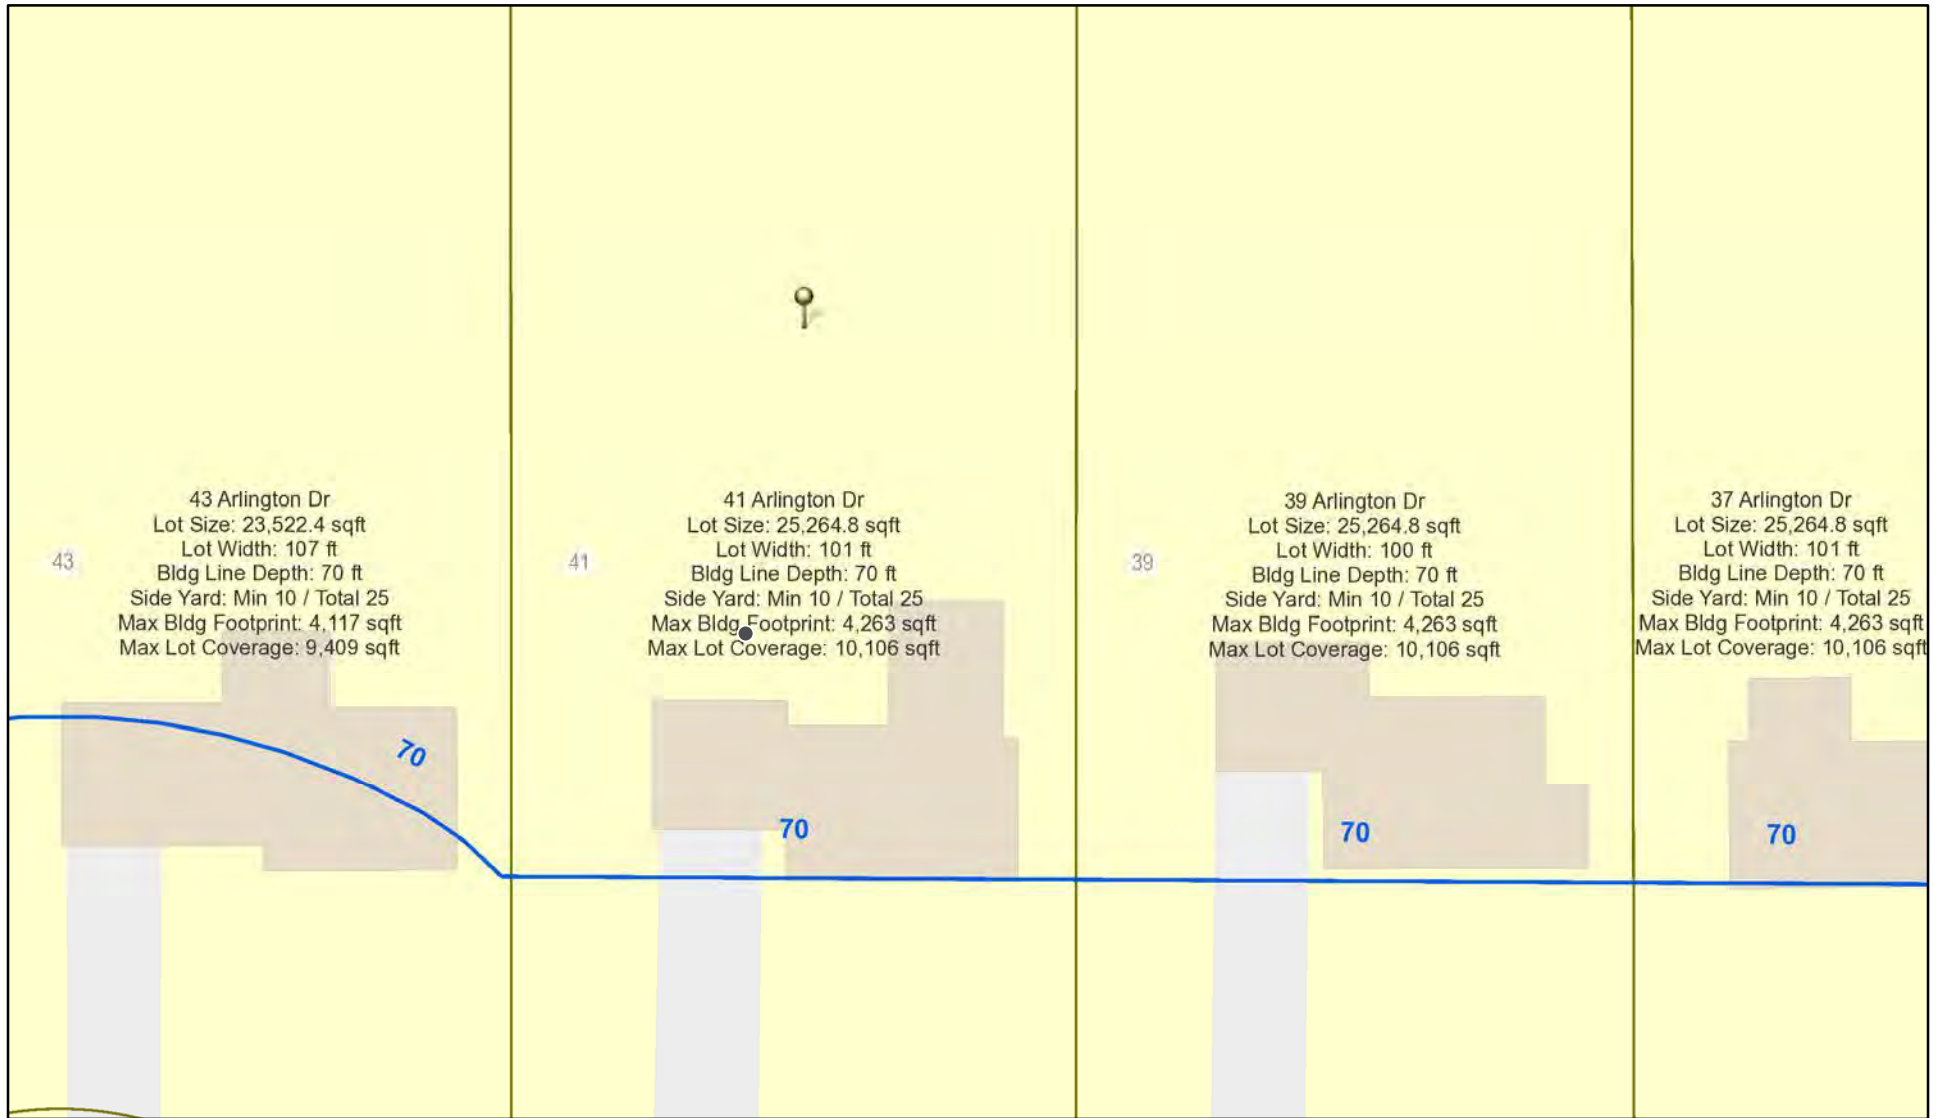 43 Arlington Dr
Lot Size: 23,522.4 sqft
Lot Width: 107 ft
Bldg Line Depth: 70 ft
Side Yard: Min 10 / Total 25
Max Bldg Footprint: 4,117 sqft
Max Lot Coverage: 9,409 sqft
43
70
41 Arlington Dr
Lot Size: 25,264.8 sqft
Lot Width: 101 ft
Bldg Line Depth: 70 ft
Side Yard: Min 10 / Total 25
Max Bldg Footprint: 4,263 sqft
Max Lot Coverage: 10,106 sqft
41
70
39 Arlington Dr
Lot Size: 25,264.8 sqft
Lot Width: 100 ft
Bldg Line Depth: 70 ft
Side Yard: Min 10 / Total 25
Max Bldg Footprint: 4,263 sqft
Max Lot Coverage: 10,106 sqft
39
70
37 Arlington Dr
Lot Size: 25,264.8 sqft
Lot Width: 101 ft
Bldg Line Depth: 70 ft
Side Yard: Min 10 / Total 25
Max Bldg Footprint: 4,263 sqft
Max Lot Coverage: 10,106 sqft
70